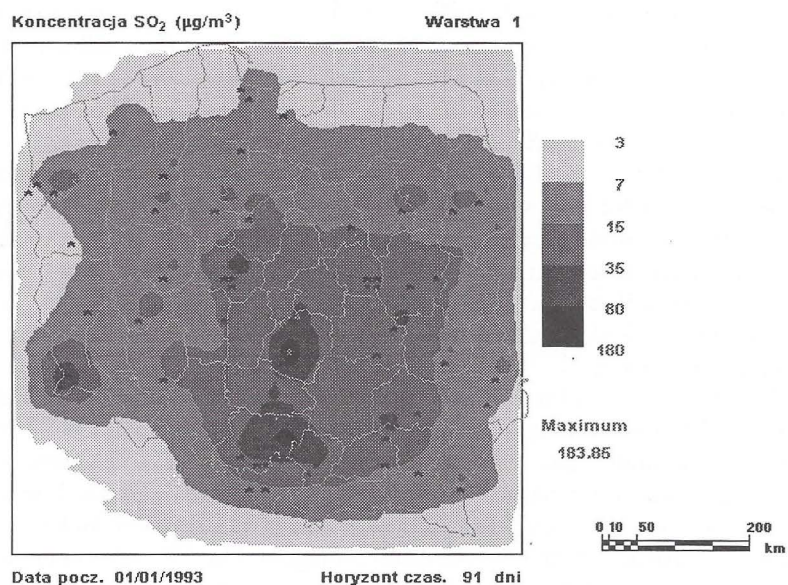 Koncentracja SO₂ (µg/m³) Warstwa 1
3
7
15
35
80
180
Maximum
183.85
0 10 50 200
km
Data pocz. 01/01/1993 Horyzont czas. 91 dni